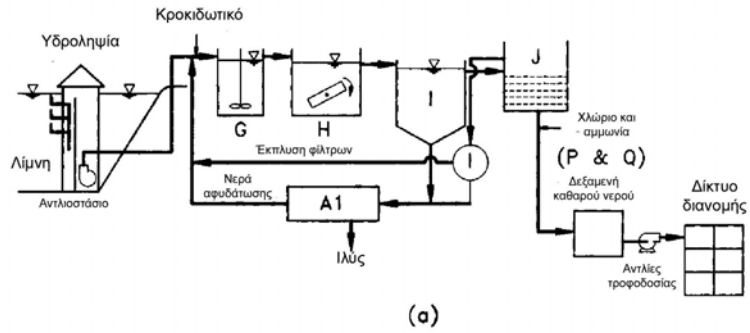 Κροκιδωτικό
Υδροληψία
J
G
H
I
Λίμνη
Έκπλυση φίλτρων
I
Χλώριο και
αμμωνία
(P & Q)
Αντλιοστάσιο
Νερά
αφυδάτωσης
A1
Δεξαμενή
καθαρού νερού
Δίκτυο
διανομής
Ιλύς
Αντλίες
τροφοδοσίας
(a)